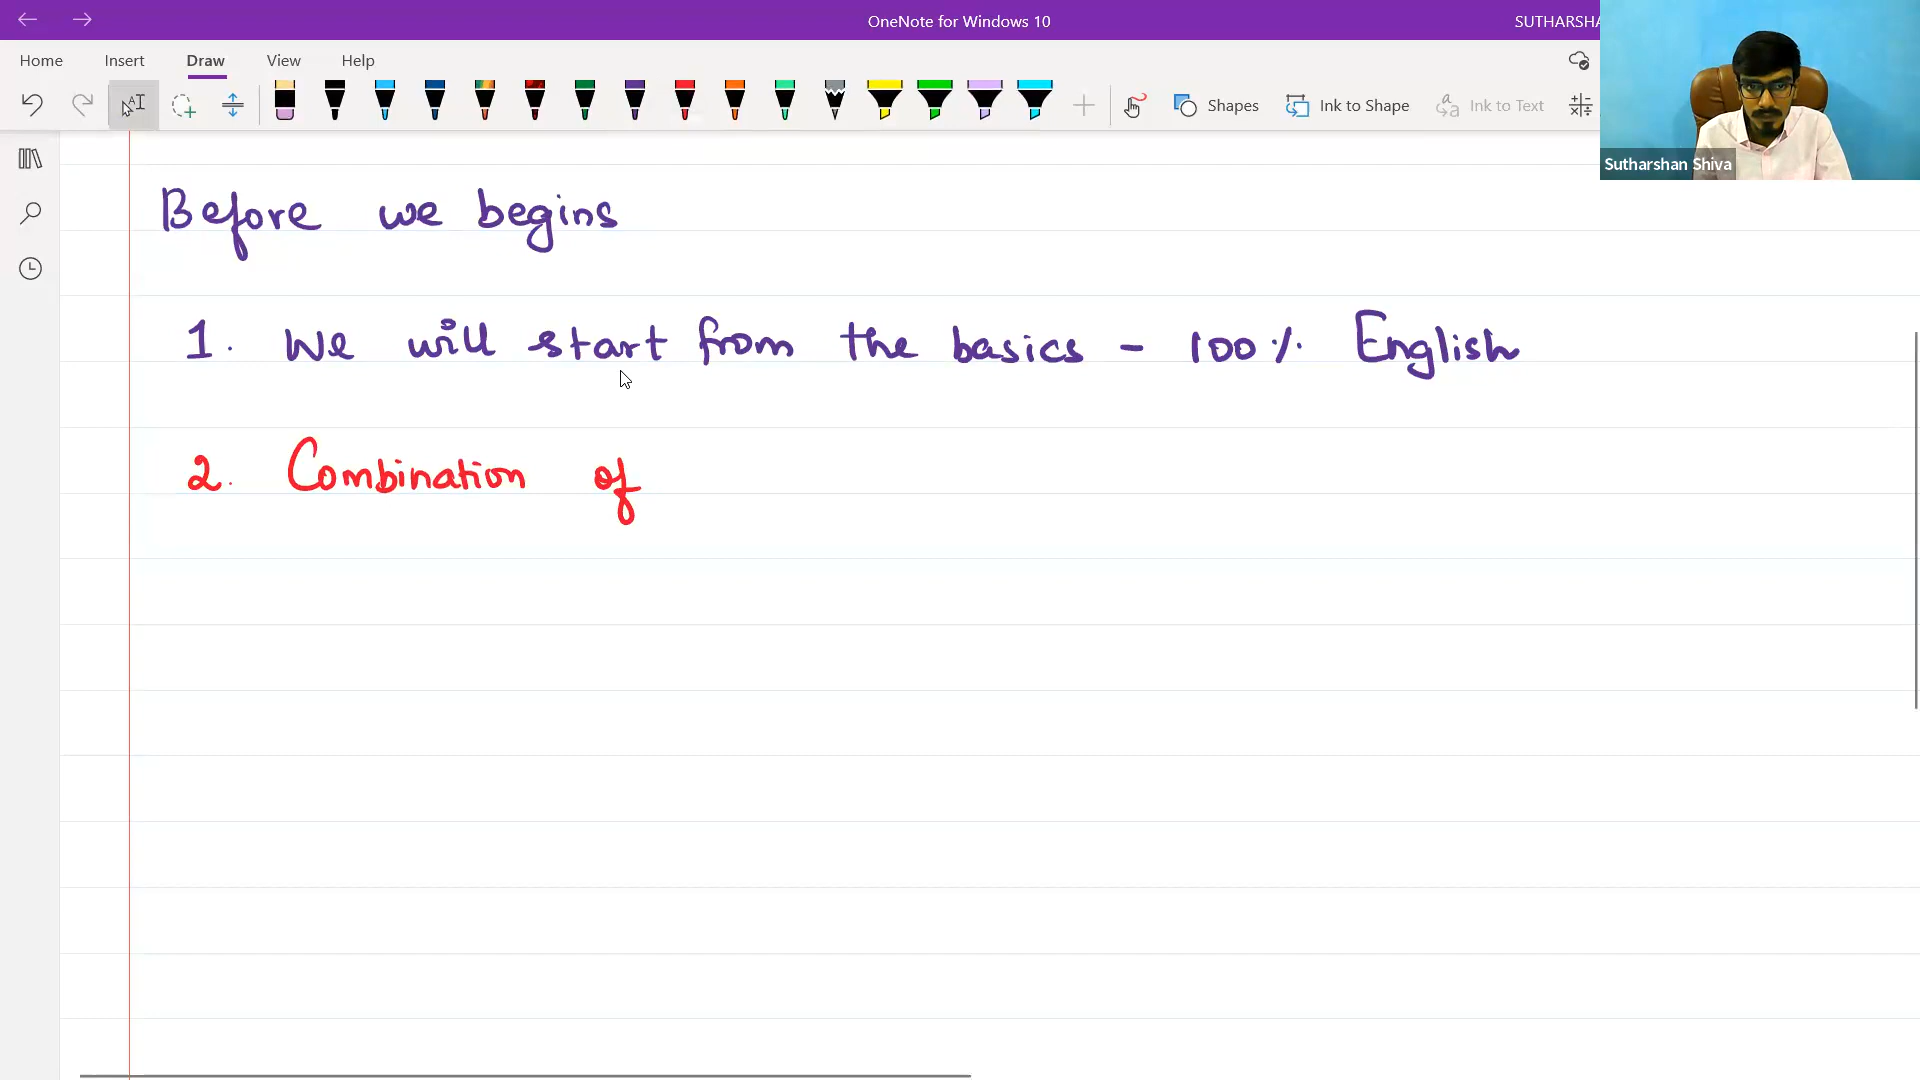 OneNote for Windows 10
SUTHARSHA
Home Insert Draw View Help
Shapes Ink to Shape Ink to Text
Sutharshan Shiva
Before we begins
1. We will start from the basics - 100% English
2. Combination of